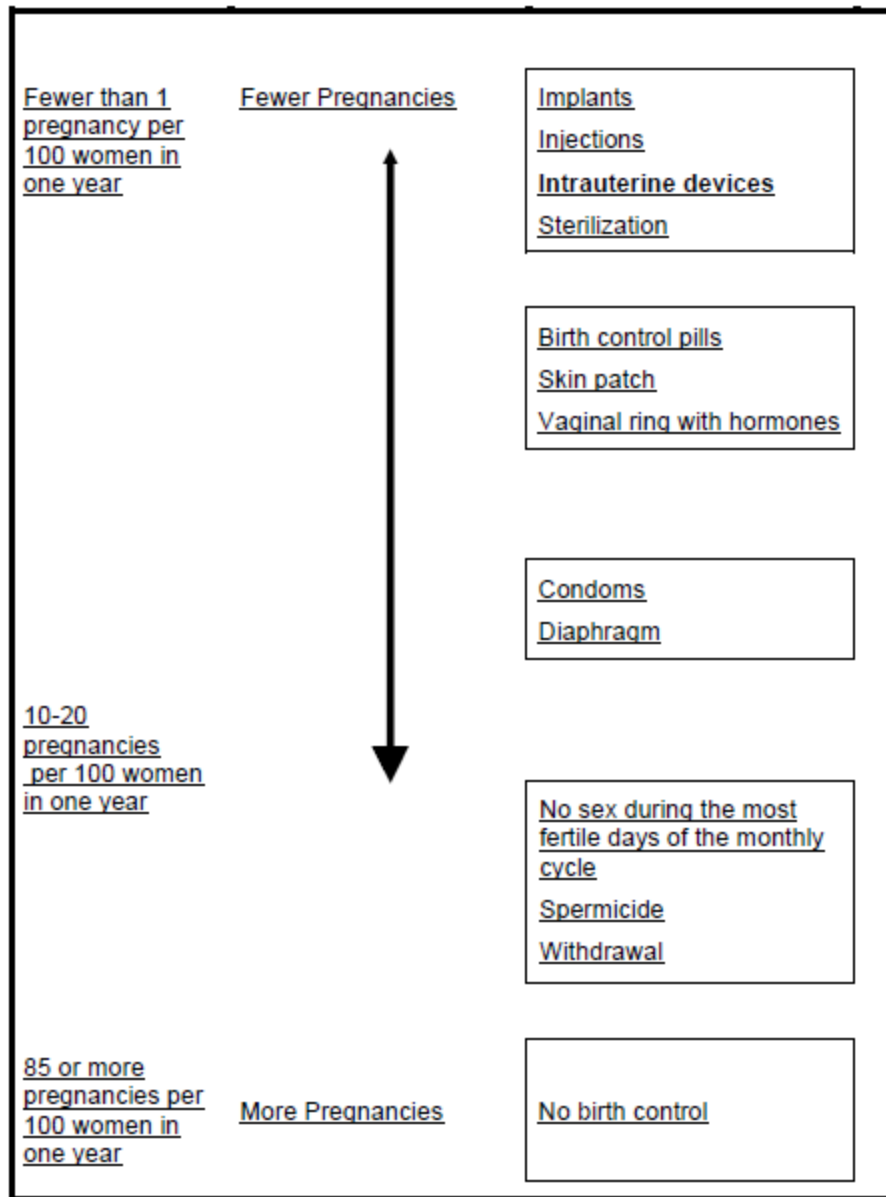 Fewer than 1
pregnancy per
100 women in
one year
Fewer Pregnancies
Implants
Injections
Intrauterine devices
Sterilization
Birth control pills
Skin patch
Vaginal ring with hormones
Condoms
Diaphragm
10-20
pregnancies
per 100 women
in one year
No sex during the most
fertile days of the monthly
cycle
Spermicide
Withdrawal
85 or more
pregnancies per
100 women in
one year
More Pregnancies
No birth control